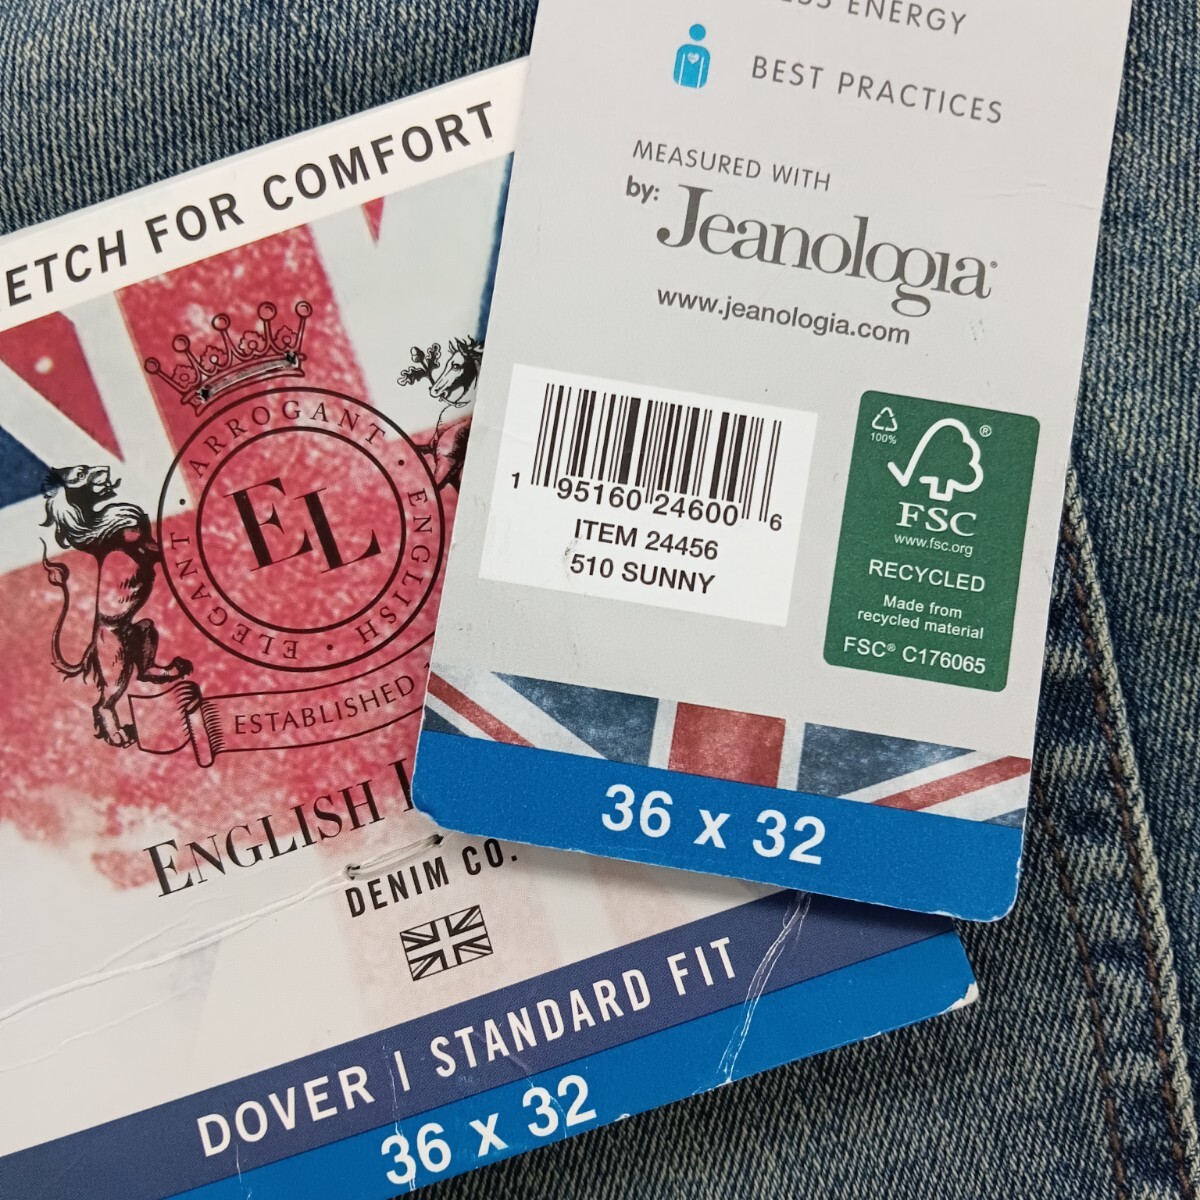 ENERGY
BEST PRACTICES
MEASURED WITH
by: Jeanologia
www.jeanologia.com
1 95160 24600 6
ITEM 24456
510 SUNNY
100%
®
FSC
www.fsc.org
RECYCLED
Made from
recycled material
FSC® C176065
36 x 32
FOR COMFORT
ARROGANT · ENGLISH · ELEGANT ·
EL
ESTABLISHED
ENGLISH
DENIM CO.
DOVER | STANDARD FIT
36 x 32